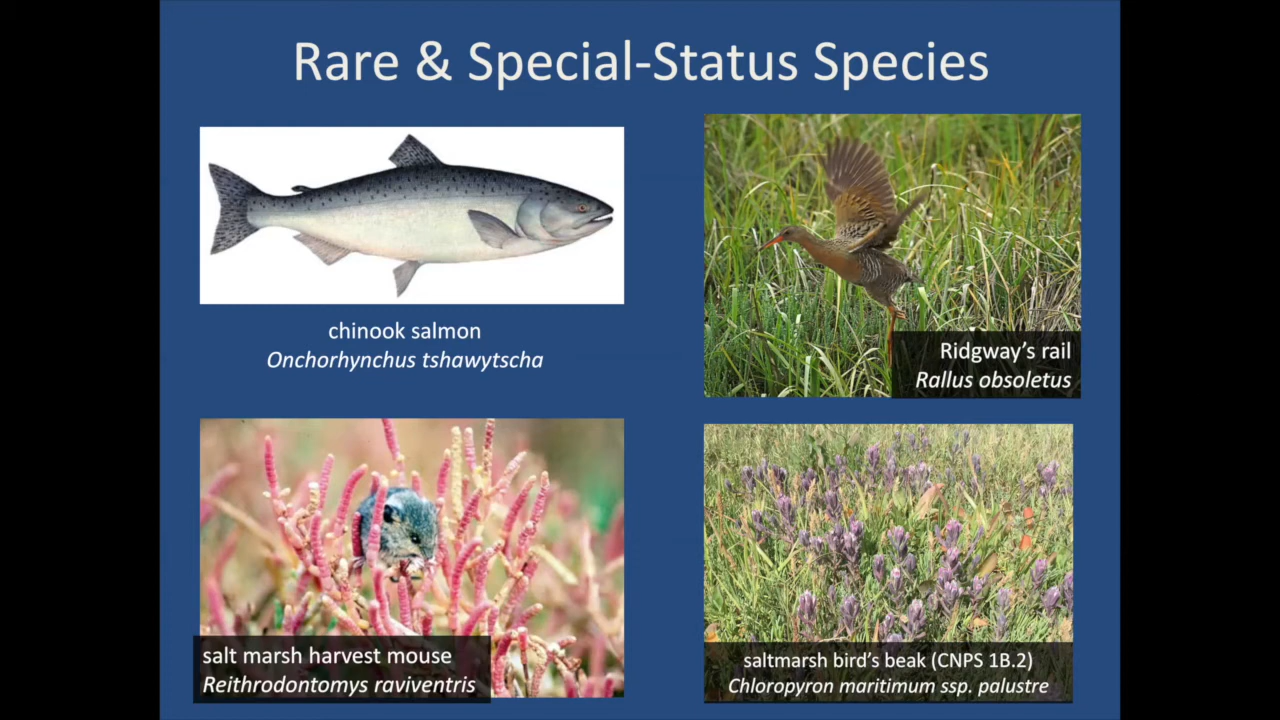 Rare & Special-Status Species
chinook salmon
Onchorhynchus tshawytscha
Ridgway's rail
Rallus obsoletus
salt marsh harvest mouse
Reithrodontomys raviventris
saltmarsh bird's beak (CNPS 1B.2)
Chloropyron maritimum ssp. palustre